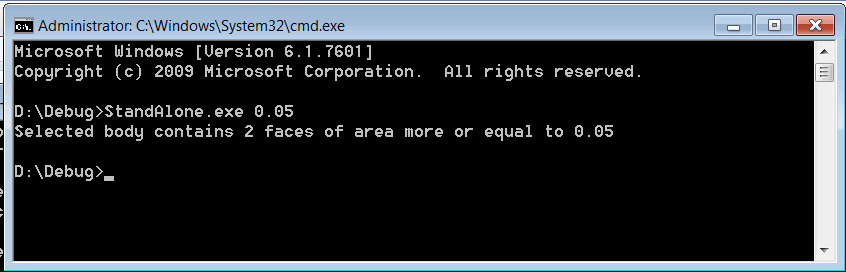 Administrator: C:\Windows\System32\cmd.exe
Microsoft Windows [Version 6.1.7601]
Copyright (c) 2009 Microsoft Corporation.  All rights reserved.
D:\Debug>StandAlone.exe 0.05
Selected body contains 2 faces of area more or equal to 0.05
D:\Debug>_